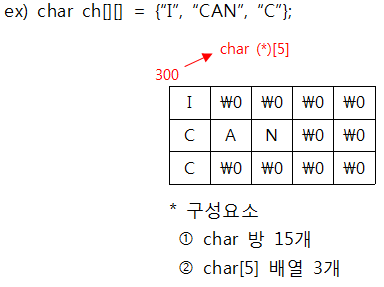 ex) char ch[][] = {“I”, “CAN”, “C”};
char (*)[5]
300
I ₩0 ₩0 ₩0 ₩0
C A N ₩0 ₩0
C ₩0 ₩0 ₩0 ₩0
* 구성요소
① char 방 15개
② char[5] 배열 3개